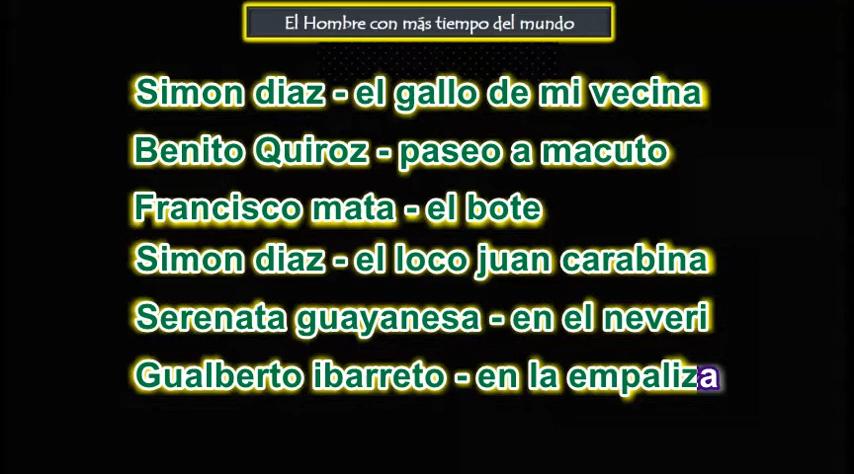 El Hombre con más tiempo del mundo
Simon diaz - el gallo de mi vecina
Benito Quiroz - paseo a macuto
Francisco mata - el bote
Simon diaz - el loco juan carabina
Serenata guayanesa - en el neveri
Gualberto ibarreto - en la empaliza